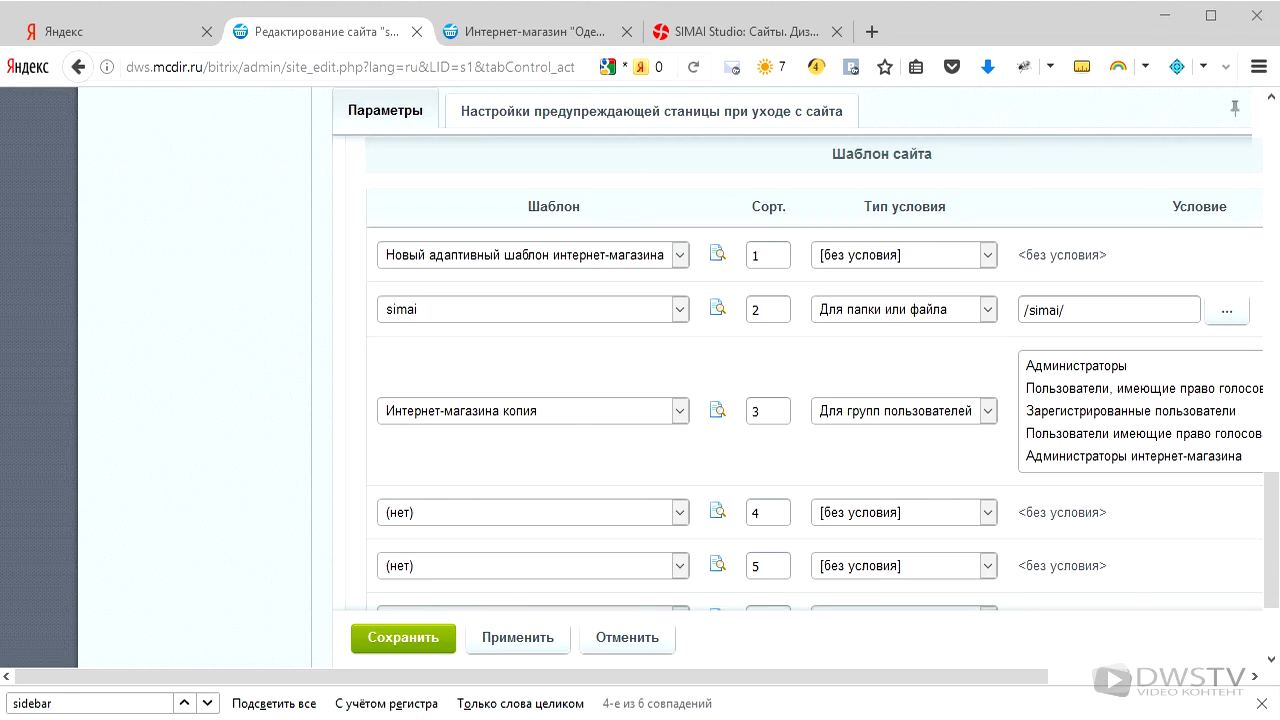 Яндекс
Редактирование сайта "s...
Интернет-магазин "Оде...
SIMAI Studio: Сайты. Диз...
Яндекс
dws.mcdir.ru/bitrix/admin/site_edit.php?lang=ru&LID=s1&tabControl_act
* Я 0
7
4
Параметры
Настройки предупреждающей станицы при уходе с сайта
Шаблон сайта
Шаблон Сорт. Тип условия Условие
Новый адаптивный шаблон интернет-магазина 1 [без условия] <без условия>
simai 2 Для папки или файла /simai/ ...
Интернет-магазина копия 3 Для групп пользователей
Администраторы
Пользователи, имеющие право голосов
Зарегистрированные пользователи
Пользователи имеющие право голосов
Администраторы интернет-магазина
(нет) 4 [без условия] <без условия>
(нет) 5 [без условия] <без условия>
Сохранить Применить Отменить
DWSTV
VIDEO КОНТЕНТ
sidebar Подсветить все С учётом регистра Только слова целиком 4-е из 6 совпадений